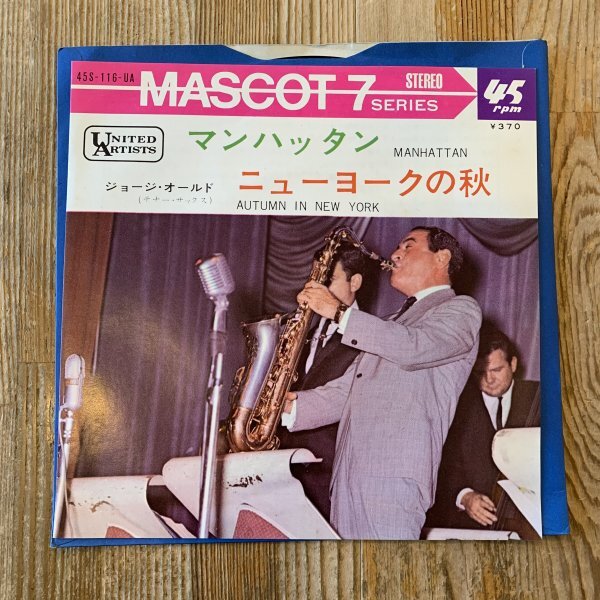 45S-116-UA
MASCOT 7 SERIES
STEREO
45 rpm
¥370
UNITED ARTISTS
マンハッタン
MANHATTAN
ジョージ・オールド
(テナー・サックス)
ニューヨークの秋
AUTUMN IN NEW YORK